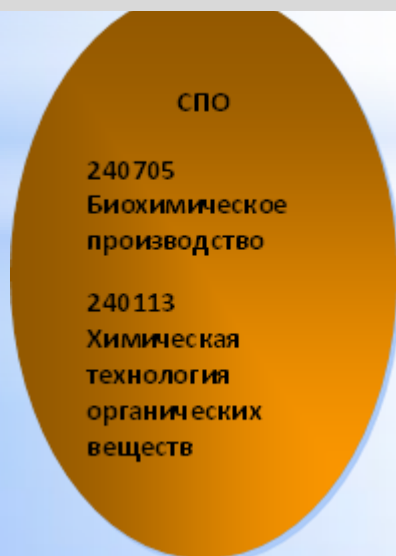 СПО
240705
Биохимическое
производство
240113
Химическая
технология
органических
веществ